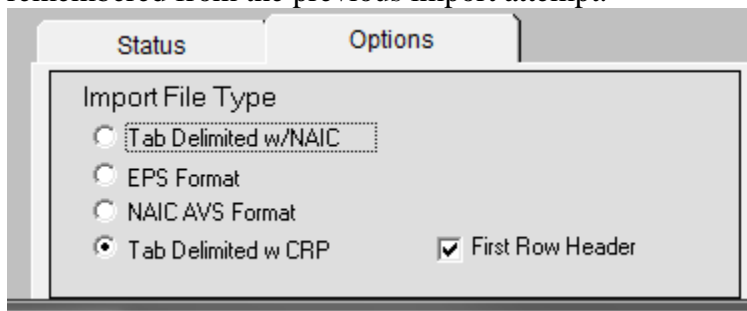 remembered from the previous import attempt.
Status Options
Import File Type
Tab Delimited w/NAIC
EPS Format
NAIC AVS Format
Tab Delimited w CRP First Row Header